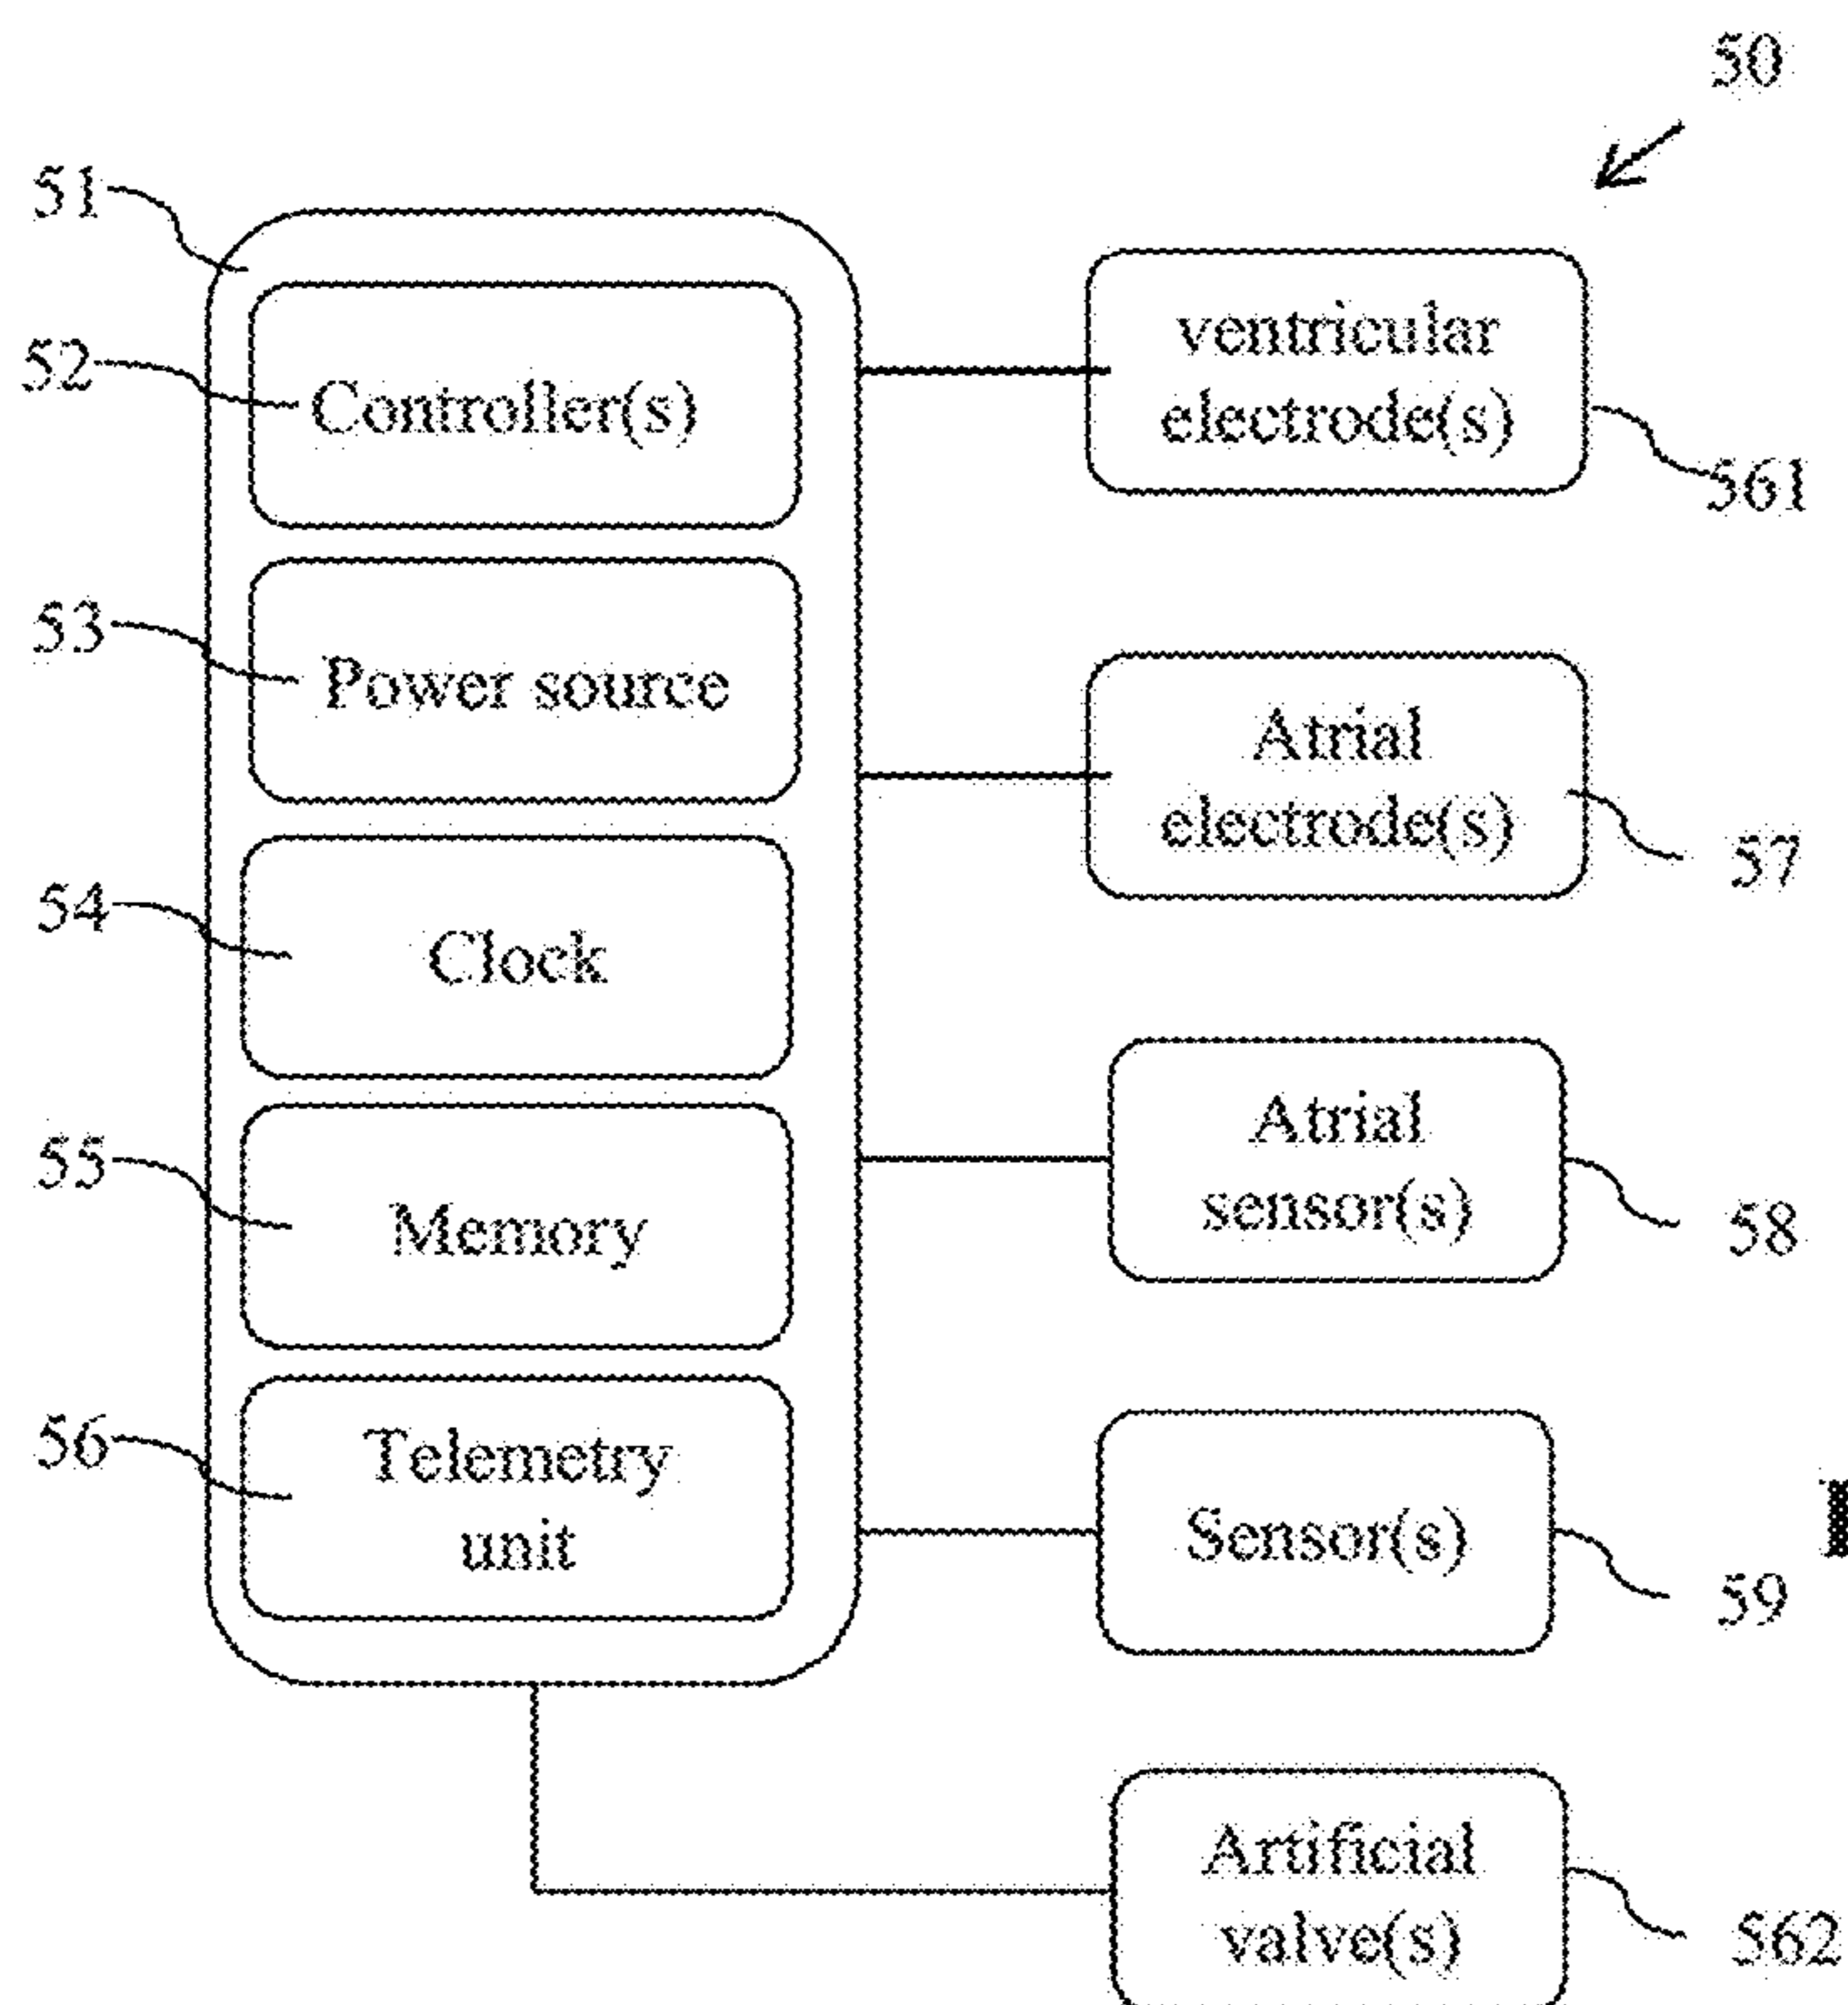 50
51
52
Controller(s)
53
Power source
54
Clock
55
Memory
56
Telemetry
unit
ventricular
electrode(s)
561
Atrial
electrode(s)
57
Atrial
sensor(s)
58
Sensor(s)
59
Artificial
valve(s)
562